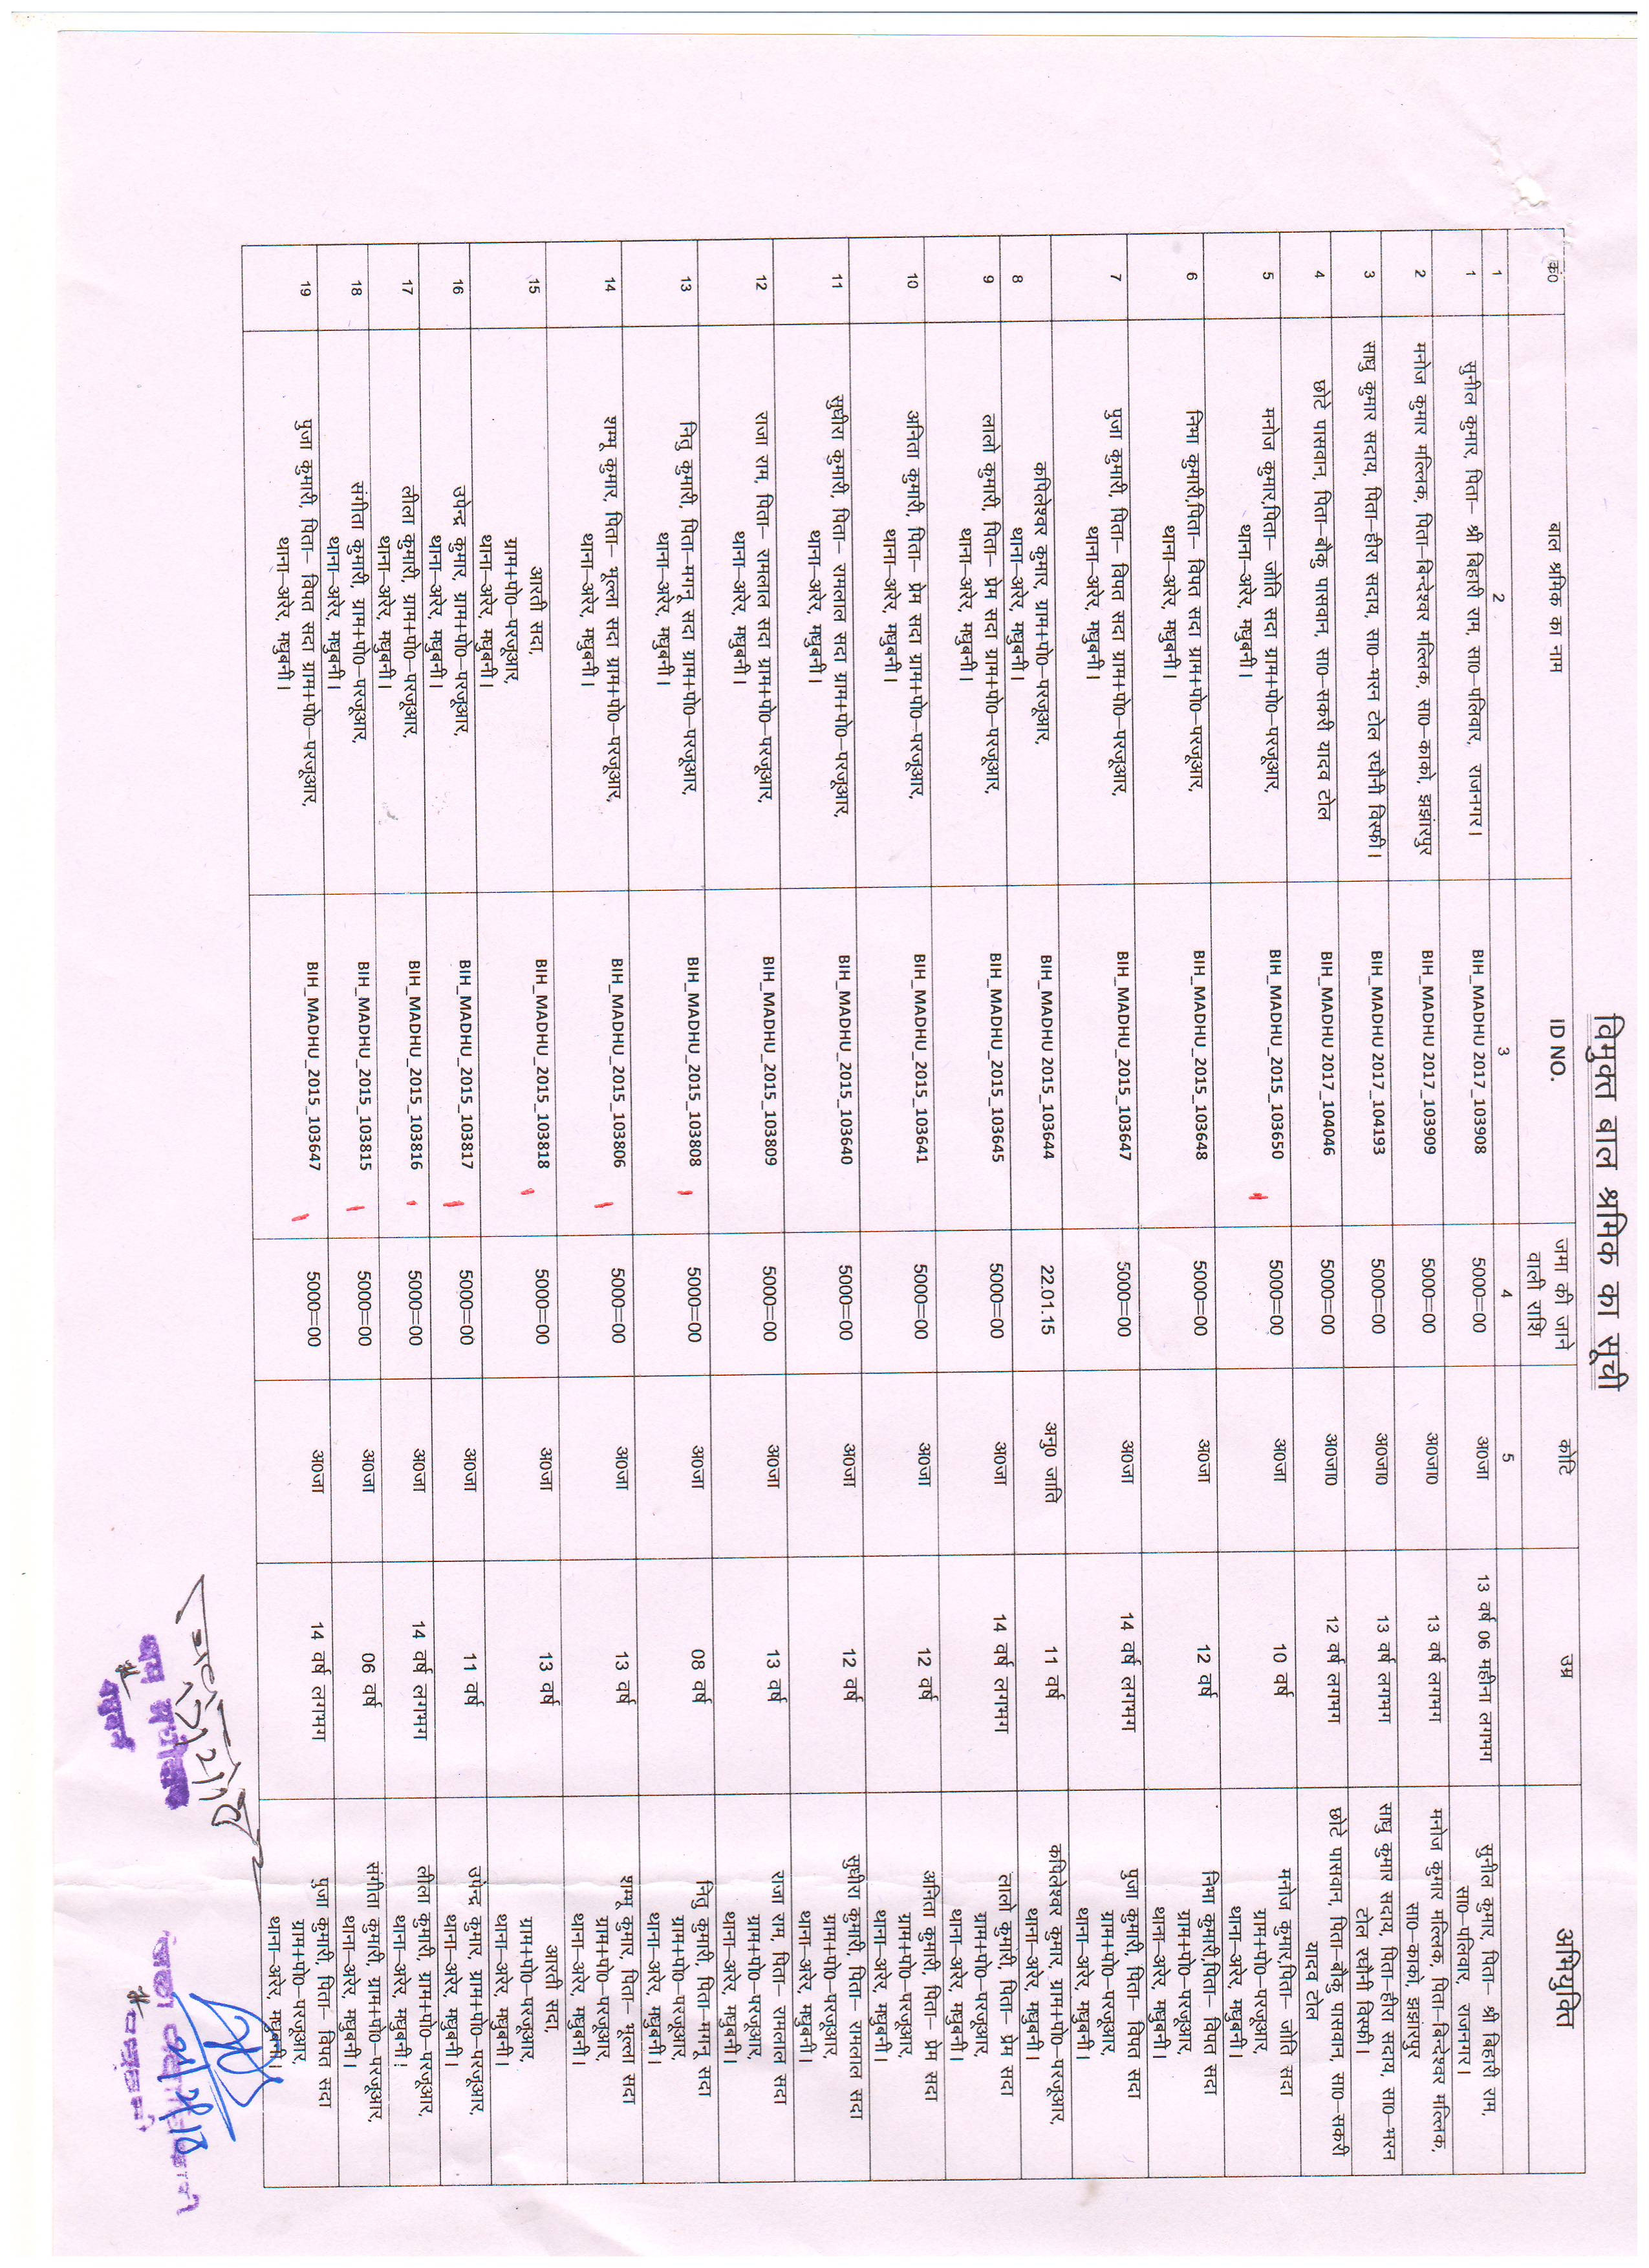 विमुक्त बाल श्रमिक का सूची
क्र0 बाल श्रमिक का नाम ID NO. जमा की जाने वाली राशि कोटि उम्र अभियुक्ति
1 2 3 4 5
1 सुनील कुमार, पिता– श्री बिहारी राम, सा0–पलिवार, राजनगर। BIH_MADHU 2017_103908 5000=00 अ0जा 13 वर्ष 06 महीना लगभग सुनील कुमार, पिता– श्री बिहारी राम,
सा0–पलिवार, राजनगर।
2 मनोज कुमार मल्लिक, पिता–बिन्देश्वर मल्लिक, सा0–काको, झझांरपुर BIH_MADHU 2017_103909 5000=00 अ0जा0 13 वर्ष लगभग मनोज कुमार मल्लिक, पिता–बिन्देश्वर मल्लिक,
सा0–काको, झझांरपुर
3 साधु कुमार सदाय, पिता–हीरा सदाय, सा0–भरन टोल रघौनी विस्फी। BIH_MADHU 2017_104193 5000=00 अ0जा0 13 वर्ष लगभग साधु कुमार सदाय, पिता–हीरा सदाय, सा0–भरन
टोल रघौनी विस्फी।
4 छोटे पासवान, पिता–बौकु पासवान, सा0–सकरी यादव टोल BIH_MADHU 2017_104046 5000=00 अ0जा0 12 वर्ष लगभग छोटे पासवान, पिता–बौकु पासवान, सा0–सकरी
यादव टोल
5 मनोज कुमार,पिता– जोति सदा ग्राम+पो0–परजुआर, BIH_MADHU_2015_103650 5000=00 अ0जा 10 वर्ष मनोज कुमार,पिता– जोति सदा
थाना–अरेर, मधुबनी। ग्राम+पो0–परजुआर,
थाना–अरेर, मधुबनी।
6 निभा कुमारी,पिता– विपत सदा ग्राम+पो0–परजुआर, BIH_MADHU_2015_103648 5000=00 अ0जा 12 वर्ष निभा कुमारी,पिता– विपत सदा
थाना–अरेर, मधुबनी। ग्राम+पो0–परजुआर,
थाना–अरेर, मधुबनी।
7 पुजा कुमारी, पिता– विपत सदा ग्राम+पो0–परजुआर, BIH_MADHU_2015_103647 5000=00 अ0जा 14 वर्ष लगभग पुजा कुमारी, पिता– विपत सदा
थाना–अरेर, मधुबनी। ग्राम+पो0–परजुआर,
थाना–अरेर, मधुबनी।
8 कपिलेश्वर कुमार, ग्राम+पो0–परजुआर, BIH_MADHU 2015_103644 22.01.15 अनु0 जाति 11 वर्ष कपिलेश्वर कुमार, ग्राम+पो0–परजुआर,
थाना–अरेर, मधुबनी। थाना–अरेर, मधुबनी।
9 लालो कुमारी, पिता– प्रेम सदा ग्राम+पो0–परजुआर, BIH_MADHU_2015_103645 5000=00 अ0जा 14 वर्ष लगभग लालो कुमारी, पिता– प्रेम सदा
थाना–अरेर, मधुबनी। ग्राम+पो0–परजुआर,
थाना–अरेर, मधुबनी।
10 अनिता कुमारी, पिता– प्रेम सदा ग्राम+पो0–परजुआर, BIH_MADHU_2015_103641 5000=00 अ0जा 12 वर्ष अनिता कुमारी, पिता– प्रेम सदा
थाना–अरेर, मधुबनी। ग्राम+पो0–परजुआर,
थाना–अरेर, मधुबनी।
11 सुधीरा कुमारी, पिता– रामलाल सदा ग्राम+पो0–परजुआर, BIH_MADHU_2015_103640 5000=00 अ0जा 12 वर्ष सुधीरा कुमारी, पिता– रामलाल सदा
थाना–अरेर, मधुबनी। ग्राम+पो0–परजुआर,
थाना–अरेर, मधुबनी।
12 राजा राम, पिता– रामलाल सदा ग्राम+पो0–परजुआर, BIH_MADHU_2015_103809 5000=00 अ0जा 13 वर्ष राजा राम, पिता– रामलाल सदा
थाना–अरेर, मधुबनी। ग्राम+पो0–परजुआर,
थाना–अरेर, मधुबनी।
13 नितु कुमारी, पिता–मगनु सदा ग्राम+पो0–परजुआर, BIH_MADHU_2015_103808 5000=00 अ0जा 08 वर्ष नितु कुमारी, पिता–मगनु सदा
थाना–अरेर, मधुबनी। ग्राम+पो0–परजुआर,
थाना–अरेर, मधुबनी।
14 शम्भू कुमार, पिता– भूल्ला सदा ग्राम+पो0–परजुआर, BIH_MADHU_2015_103806 5000=00 अ0जा 13 वर्ष शम्भू कुमार, पिता– भूल्ला सदा
थाना–अरेर, मधुबनी। ग्राम+पो0–परजुआर,
थाना–अरेर, मधुबनी।
15 आरती सदा, BIH_MADHU_2015_103818 5000=00 अ0जा 13 वर्ष आरती सदा,
ग्राम+पो0–परजुआर, ग्राम+पो0–परजुआर,
थाना–अरेर, मधुबनी। थाना–अरेर, मधुबनी।
16 उपेन्द्र कुमार, ग्राम+पो0–परजुआर, BIH_MADHU_2015_103817 5000=00 अ0जा 11 वर्ष उपेन्द्र कुमार, ग्राम+पो0–परजुआर,
थाना–अरेर, मधुबनी। थाना–अरेर, मधुबनी।
17 लीला कुमारी, ग्राम+पो0–परजुआर, BIH_MADHU_2015_103816 5000=00 अ0जा 14 वर्ष लगभग लीला कुमारी, ग्राम+पो0–परजुआर,
थाना–अरेर, मधुबनी। थाना–अरेर, मधुबनी।
18 संगीता कुमारी, ग्राम+पो0–परजुआर, BIH_MADHU_2015_103815 5000=00 अ0जा 06 वर्ष संगीता कुमारी, ग्राम+पो0–परजुआर,
थाना–अरेर, मधुबनी। थाना–अरेर, मधुबनी।
19 पुजा कुमारी, पिता– विपत सदा ग्राम+पो0–परजुआर, BIH_MADHU_2015_103647 5000=00 अ0जा 14 वर्ष लगभग पुजा कुमारी, पिता– विपत सदा
थाना–अरेर, मधुबनी। ग्राम+पो0–परजुआर,
थाना–अरेर, मधुबनी।